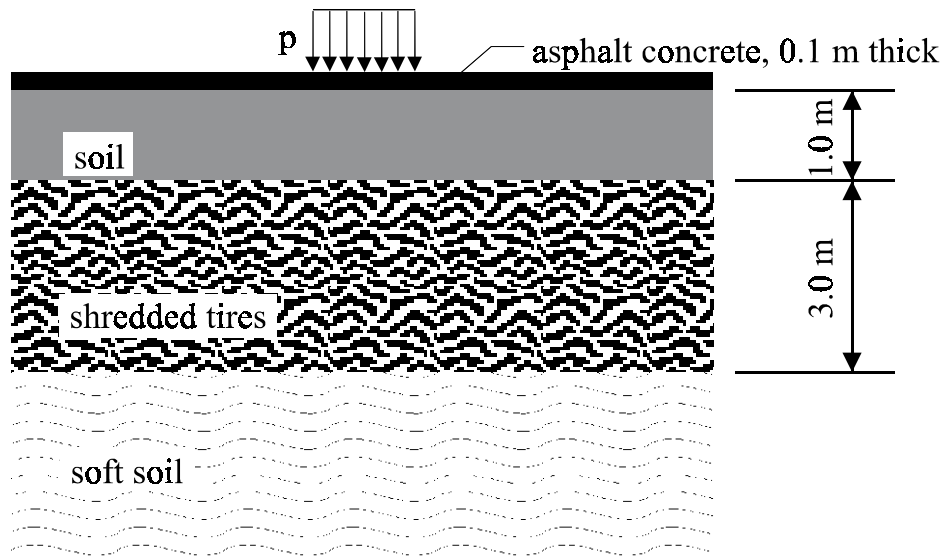 p
asphalt concrete, 0.1 m thick
soil
1.0 m
shredded tires
3.0 m
soft soil